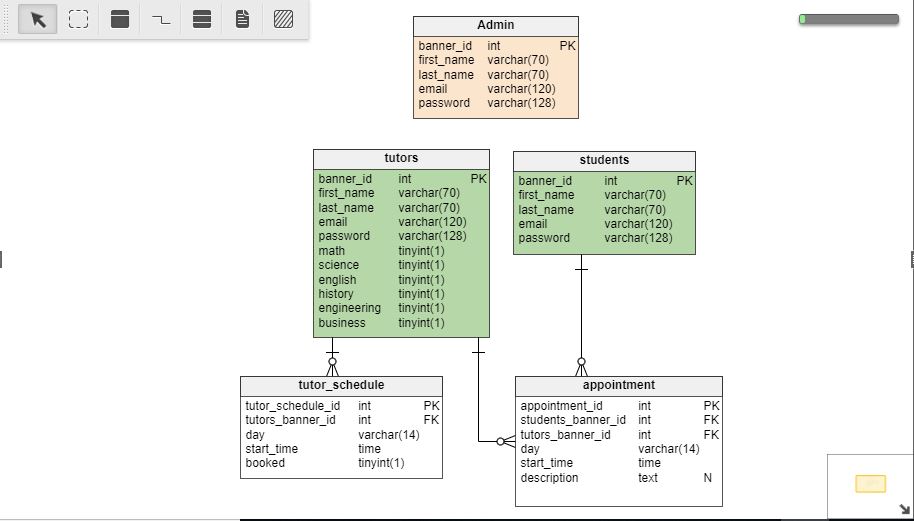 Admin
banner_id int PK
first_name varchar(70)
last_name varchar(70)
email varchar(120)
password varchar(128)
tutors
banner_id int PK
first_name varchar(70)
last_name varchar(70)
email varchar(120)
password varchar(128)
math tinyint(1)
science tinyint(1)
english tinyint(1)
history tinyint(1)
engineering tinyint(1)
business tinyint(1)
students
banner_id int PK
first_name varchar(70)
last_name varchar(70)
email varchar(120)
password varchar(128)
tutor_schedule
tutor_schedule_id int PK
tutors_banner_id int FK
day varchar(14)
start_time time
booked tinyint(1)
appointment
appointment_id int PK
students_banner_id int FK
tutors_banner_id int FK
day varchar(14)
start_time time
description text N